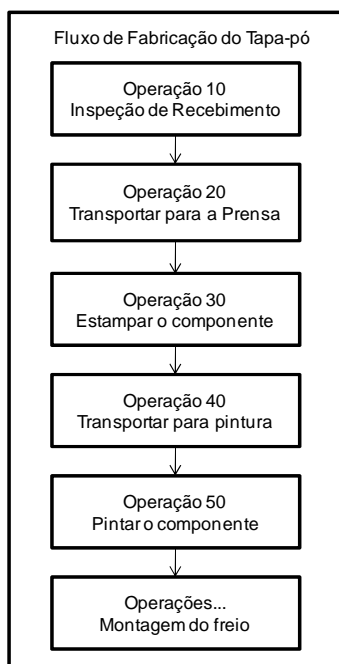 Fluxo de Fabricação do Tapa-pó
Operação 10
Inspeção de Recebimento
Operação 20
Transportar para a Prensa
Operação 30
Estampar o componente
Operação 40
Transportar para pintura
Operação 50
Pintar o componente
Operações...
Montagem do freio